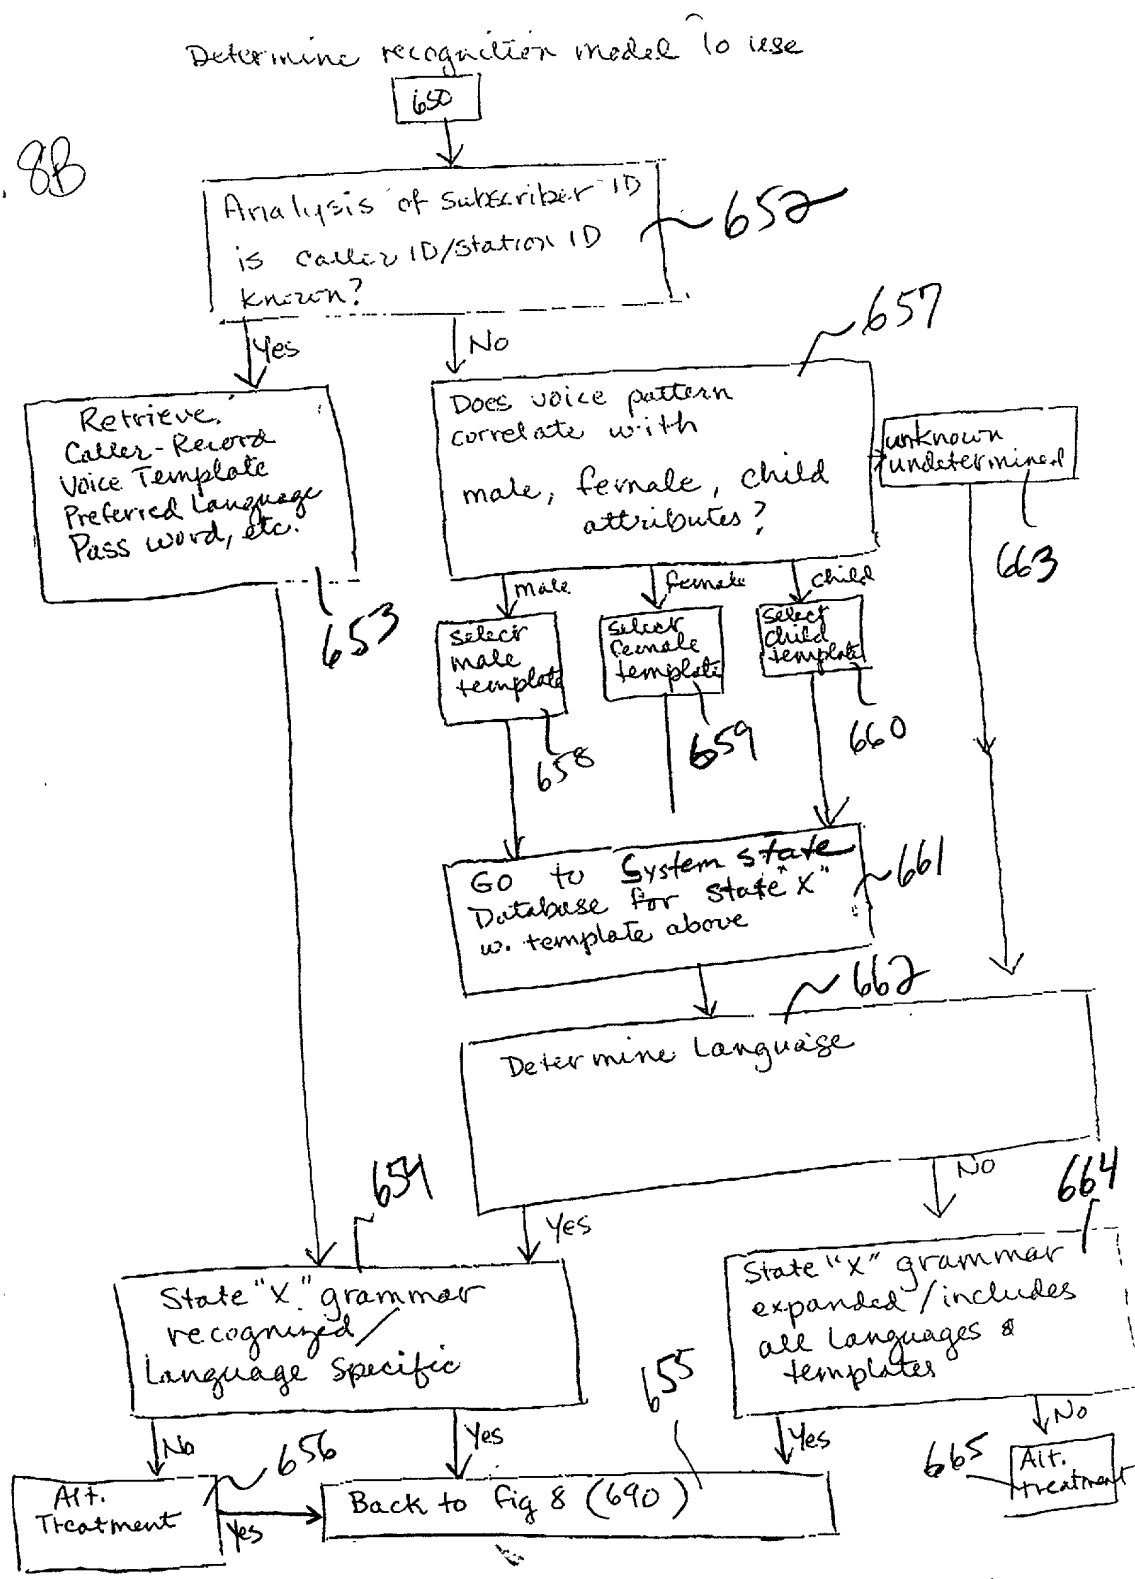 Determine recognition model to use
650
. 8B
Analysis of subscriber ID
is caller ID/Station ID
known?
652
Yes
No
657
Retrieve.
Caller-Record
Voice Template
Preferred Language
Pass word, etc.
653
Does voice pattern
correlate with
male, female, child
attributes?
unknown
undetermined
663
male
female
child
select
male
template
658
select
female
template
659
select
child
template
660
Go to System state
Database for state "X"
w. template above
661
662
Determine Language
654
Yes
No
664
State "X" grammar
recognized/
Language Specific
State "X" grammar
expanded/includes
all languages &
templates
655
No
Yes
Yes
No
656
665
Alt.
Treatment
Yes
Back to fig 8 (690)
Alt.
treatment